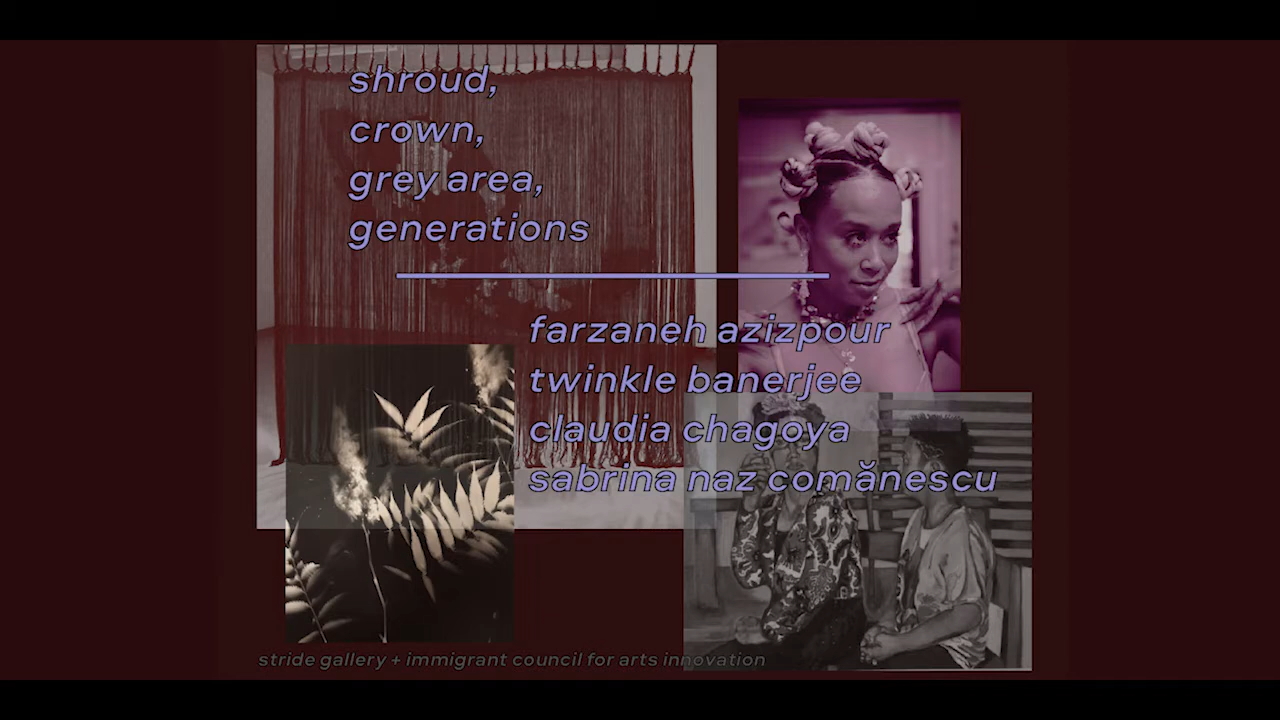 shroud,
crown,
grey area,
generations
farzaneh azizpour
twinkle banerjee
claudia chagoya
sabrina naz comănescu
stride gallery + immigrant council for arts innovation